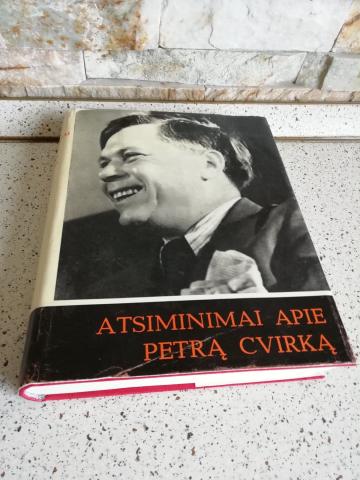 ATSIMINIMAI APIE
PETRĄ CVIRKĄ